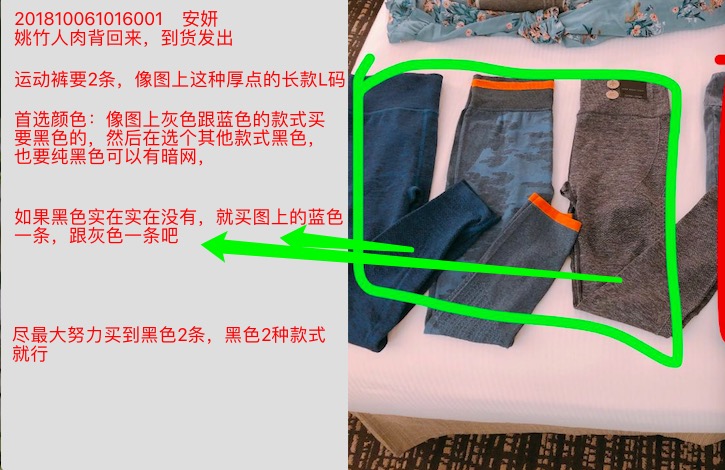 201810061016001 安妍
姚竹人肉背回来，到货发出
运动裤要2条，像图上这种厚点的长款L码
首选颜色：像图上灰色跟蓝色的款式买
要黑色的，然后在选个其他款式黑色，
也要纯黑色可以有暗网，
如果黑色实在实在没有，就买图上的蓝色
一条，跟灰色一条吧
尽最大努力买到黑色2条，黑色2种款式
就行